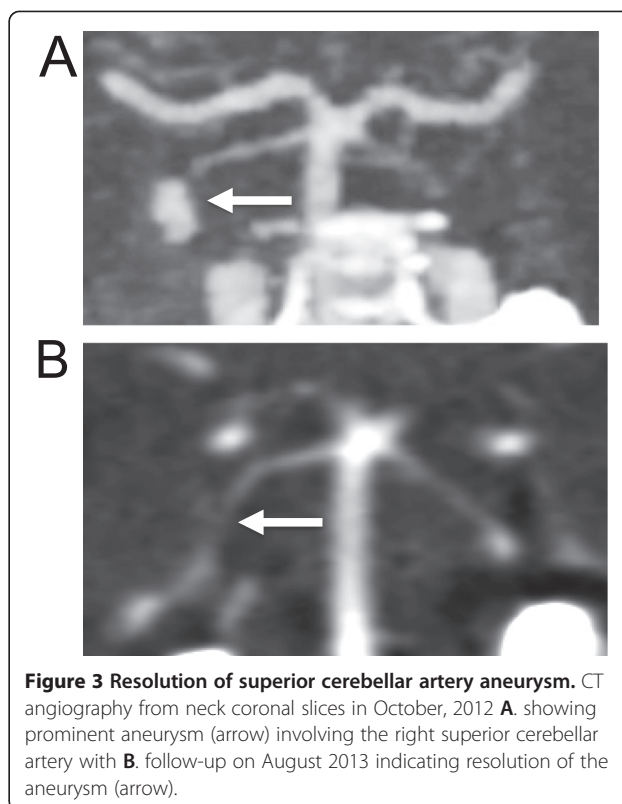 A
B
Figure 3 Resolution of superior cerebellar artery aneurysm. CT
angiography from neck coronal slices in October, 2012 A. showing
prominent aneurysm (arrow) involving the right superior cerebellar
artery with B. follow-up on August 2013 indicating resolution of the
aneurysm (arrow).